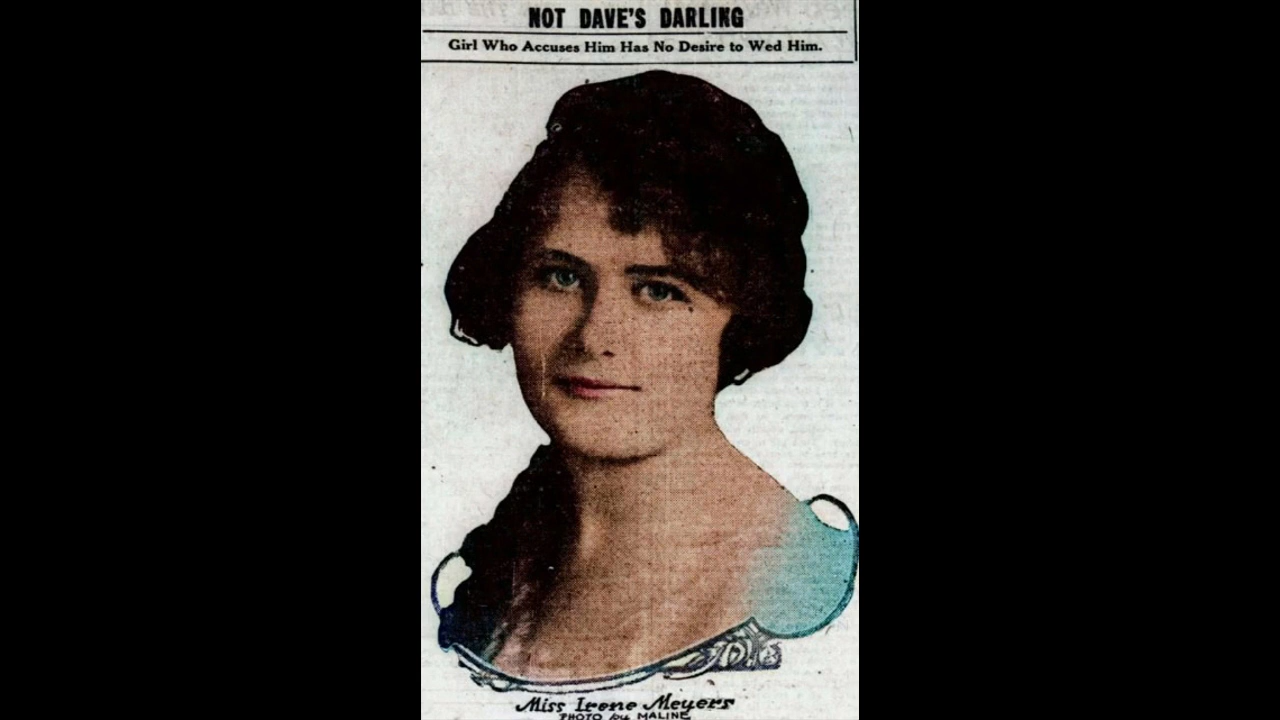 NOT DAVE'S DARLING
Girl Who Accuses Him Has No Desire to Wed Him.
Miss Irene Meyers
PHOTO by MALINE